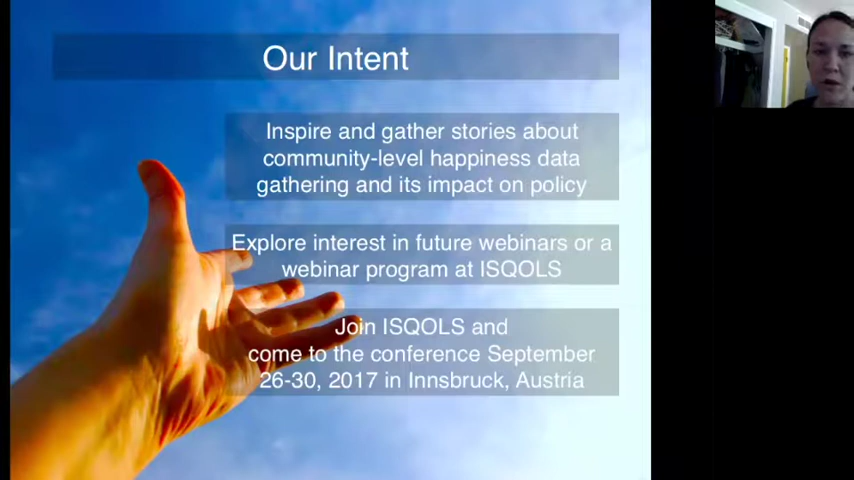 Our Intent
Inspire and gather stories about
community-level happiness data
gathering and its impact on policy
Explore interest in future webinars or a
webinar program at ISQOLS
Join ISQOLS and
come to the conference September
26-30, 2017 in Innsbruck, Austria